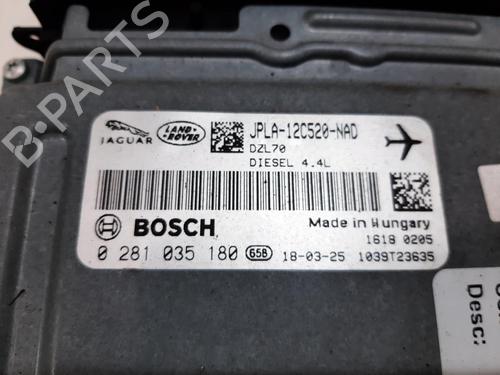 JAGUAR
LAND ROVER
JPLA-12C520-NAD
DZL70
DIESEL 4.4L
BOSCH
Made in Hungary
1618 0205
0 281 035 180 65B 18-03-25 1039T23635
Desc:
B-PARTS